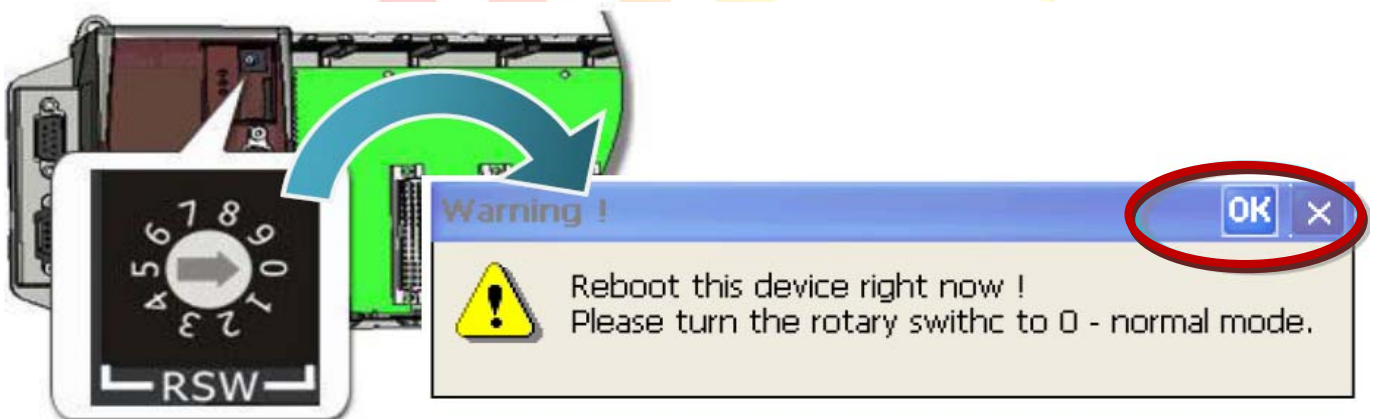 7 8 9
6 0
5 1
4 3 2
RSW
Warning !
OK ×
Reboot this device right now !
Please turn the rotary swithc to 0 - normal mode.